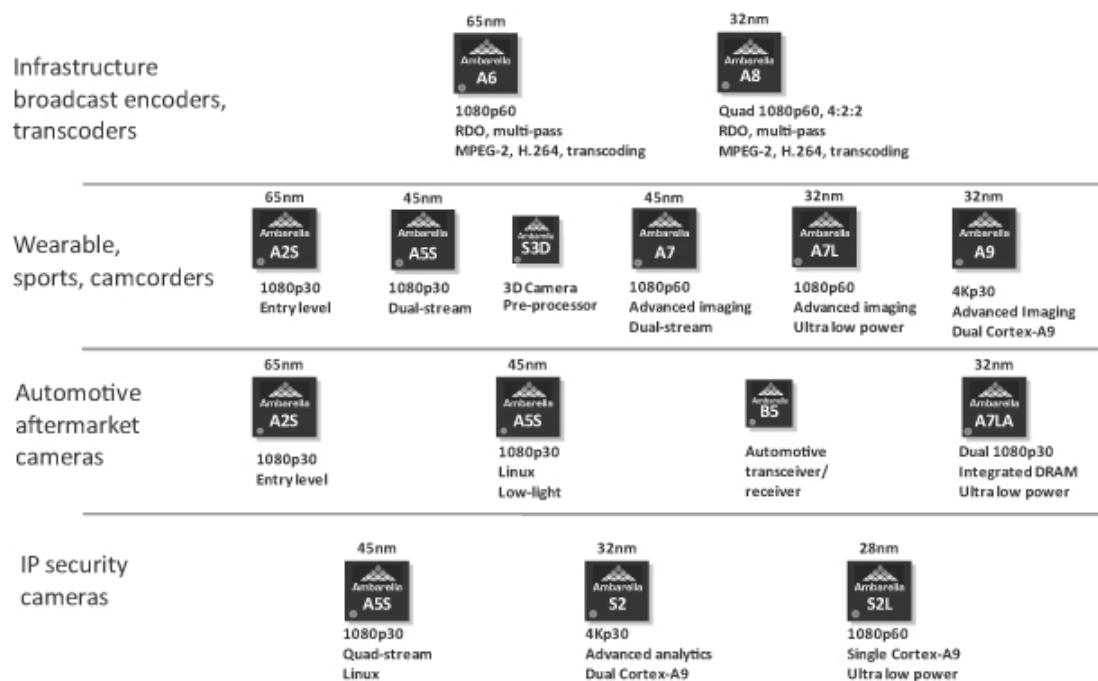 Infrastructure
broadcast encoders,
transcoders
65nm
Ambarella
A6
1080p60
RDO, multi-pass
MPEG-2, H.264, transcoding
32nm
Ambarella
A8
Quad 1080p60, 4:2:2
RDO, multi-pass
MPEG-2, H.264, transcoding
Wearable,
sports, camcorders
65nm
Ambarella
A2S
1080p30
Entry level
45nm
Ambarella
A5S
1080p30
Dual-stream
Ambarella
S3D
3D Camera
Pre-processor
45nm
Ambarella
A7
1080p60
Advanced imaging
Dual-stream
32nm
Ambarella
A7L
1080p60
Advanced imaging
Ultra low power
32nm
Ambarella
A9
4Kp30
Advanced Imaging
Dual Cortex-A9
Automotive
aftermarket
cameras
65nm
Ambarella
A2S
1080p30
Entry level
45nm
Ambarella
A5S
1080p30
Linux
Low-light
Ambarella
B5
Automotive
transceiver/
receiver
32nm
Ambarella
A7LA
Dual 1080p30
Integrated DRAM
Ultra low power
IP security
cameras
45nm
Ambarella
A5S
1080p30
Quad-stream
Linux
32nm
Ambarella
S2
4Kp30
Advanced analytics
Dual Cortex-A9
28nm
Ambarella
S2L
1080p60
Single Cortex-A9
Ultra low power